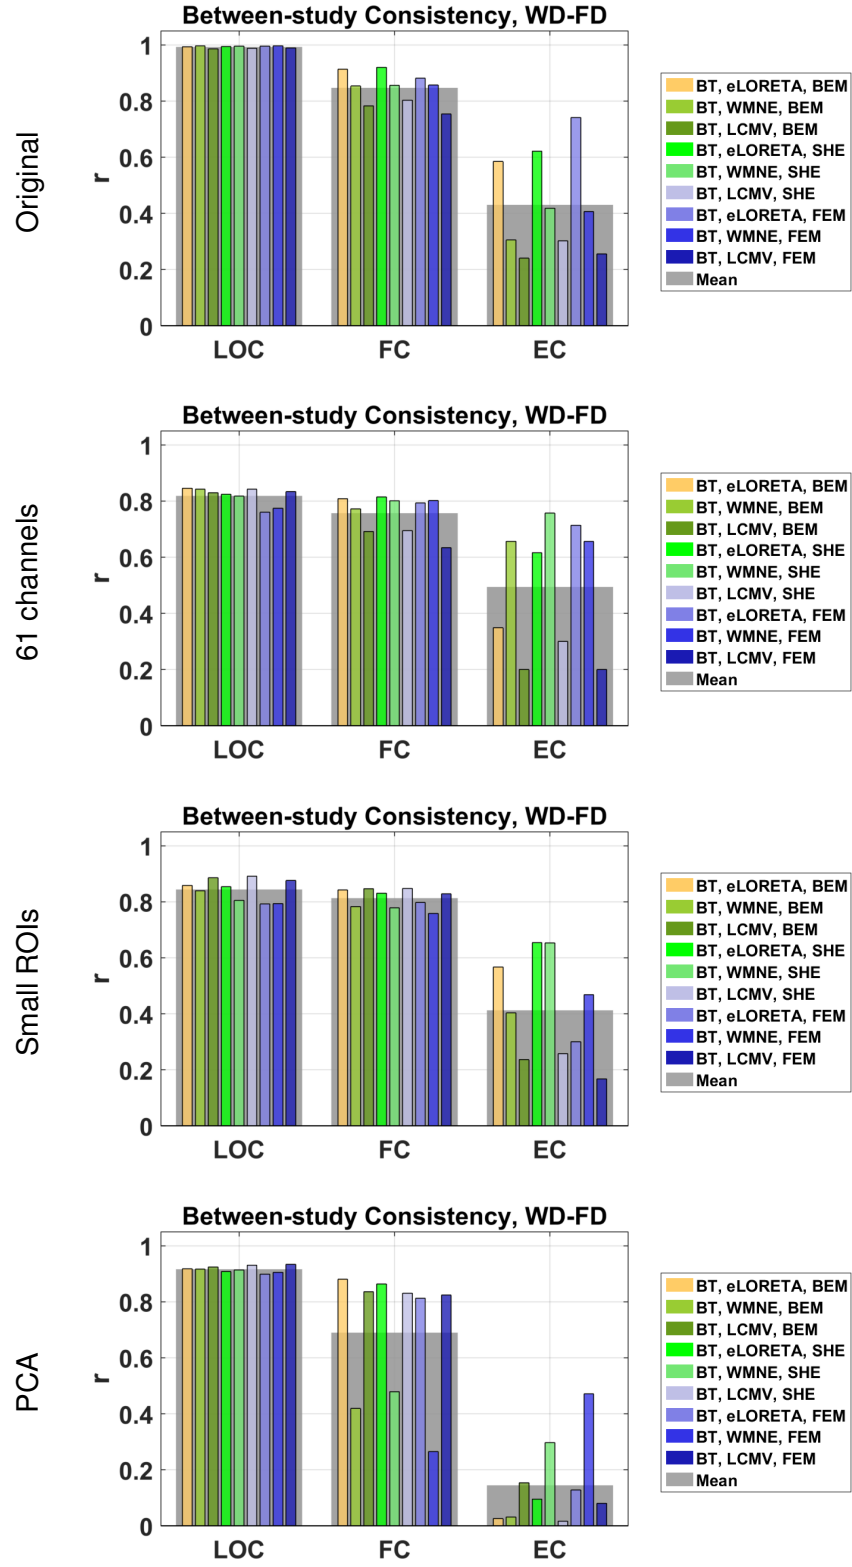 Between-study Consistency, WD-FD
Original
r
1
0.8
0.6
0.4
0.2
0
LOC
FC
EC
BT, eLORETA, BEM
BT, WMNE, BEM
BT, LCMV, BEM
BT, eLORETA, SHE
BT, WMNE, SHE
BT, LCMV, SHE
BT, eLORETA, FEM
BT, WMNE, FEM
BT, LCMV, FEM
Mean
Between-study Consistency, WD-FD
61 channels
r
1
0.8
0.6
0.4
0.2
0
LOC
FC
EC
BT, eLORETA, BEM
BT, WMNE, BEM
BT, LCMV, BEM
BT, eLORETA, SHE
BT, WMNE, SHE
BT, LCMV, SHE
BT, eLORETA, FEM
BT, WMNE, FEM
BT, LCMV, FEM
Mean
Between-study Consistency, WD-FD
Small ROIs
r
1
0.8
0.6
0.4
0.2
0
LOC
FC
EC
BT, eLORETA, BEM
BT, WMNE, BEM
BT, LCMV, BEM
BT, eLORETA, SHE
BT, WMNE, SHE
BT, LCMV, SHE
BT, eLORETA, FEM
BT, WMNE, FEM
BT, LCMV, FEM
Mean
Between-study Consistency, WD-FD
PCA
r
1
0.8
0.6
0.4
0.2
0
LOC
FC
EC
BT, eLORETA, BEM
BT, WMNE, BEM
BT, LCMV, BEM
BT, eLORETA, SHE
BT, WMNE, SHE
BT, LCMV, SHE
BT, eLORETA, FEM
BT, WMNE, FEM
BT, LCMV, FEM
Mean